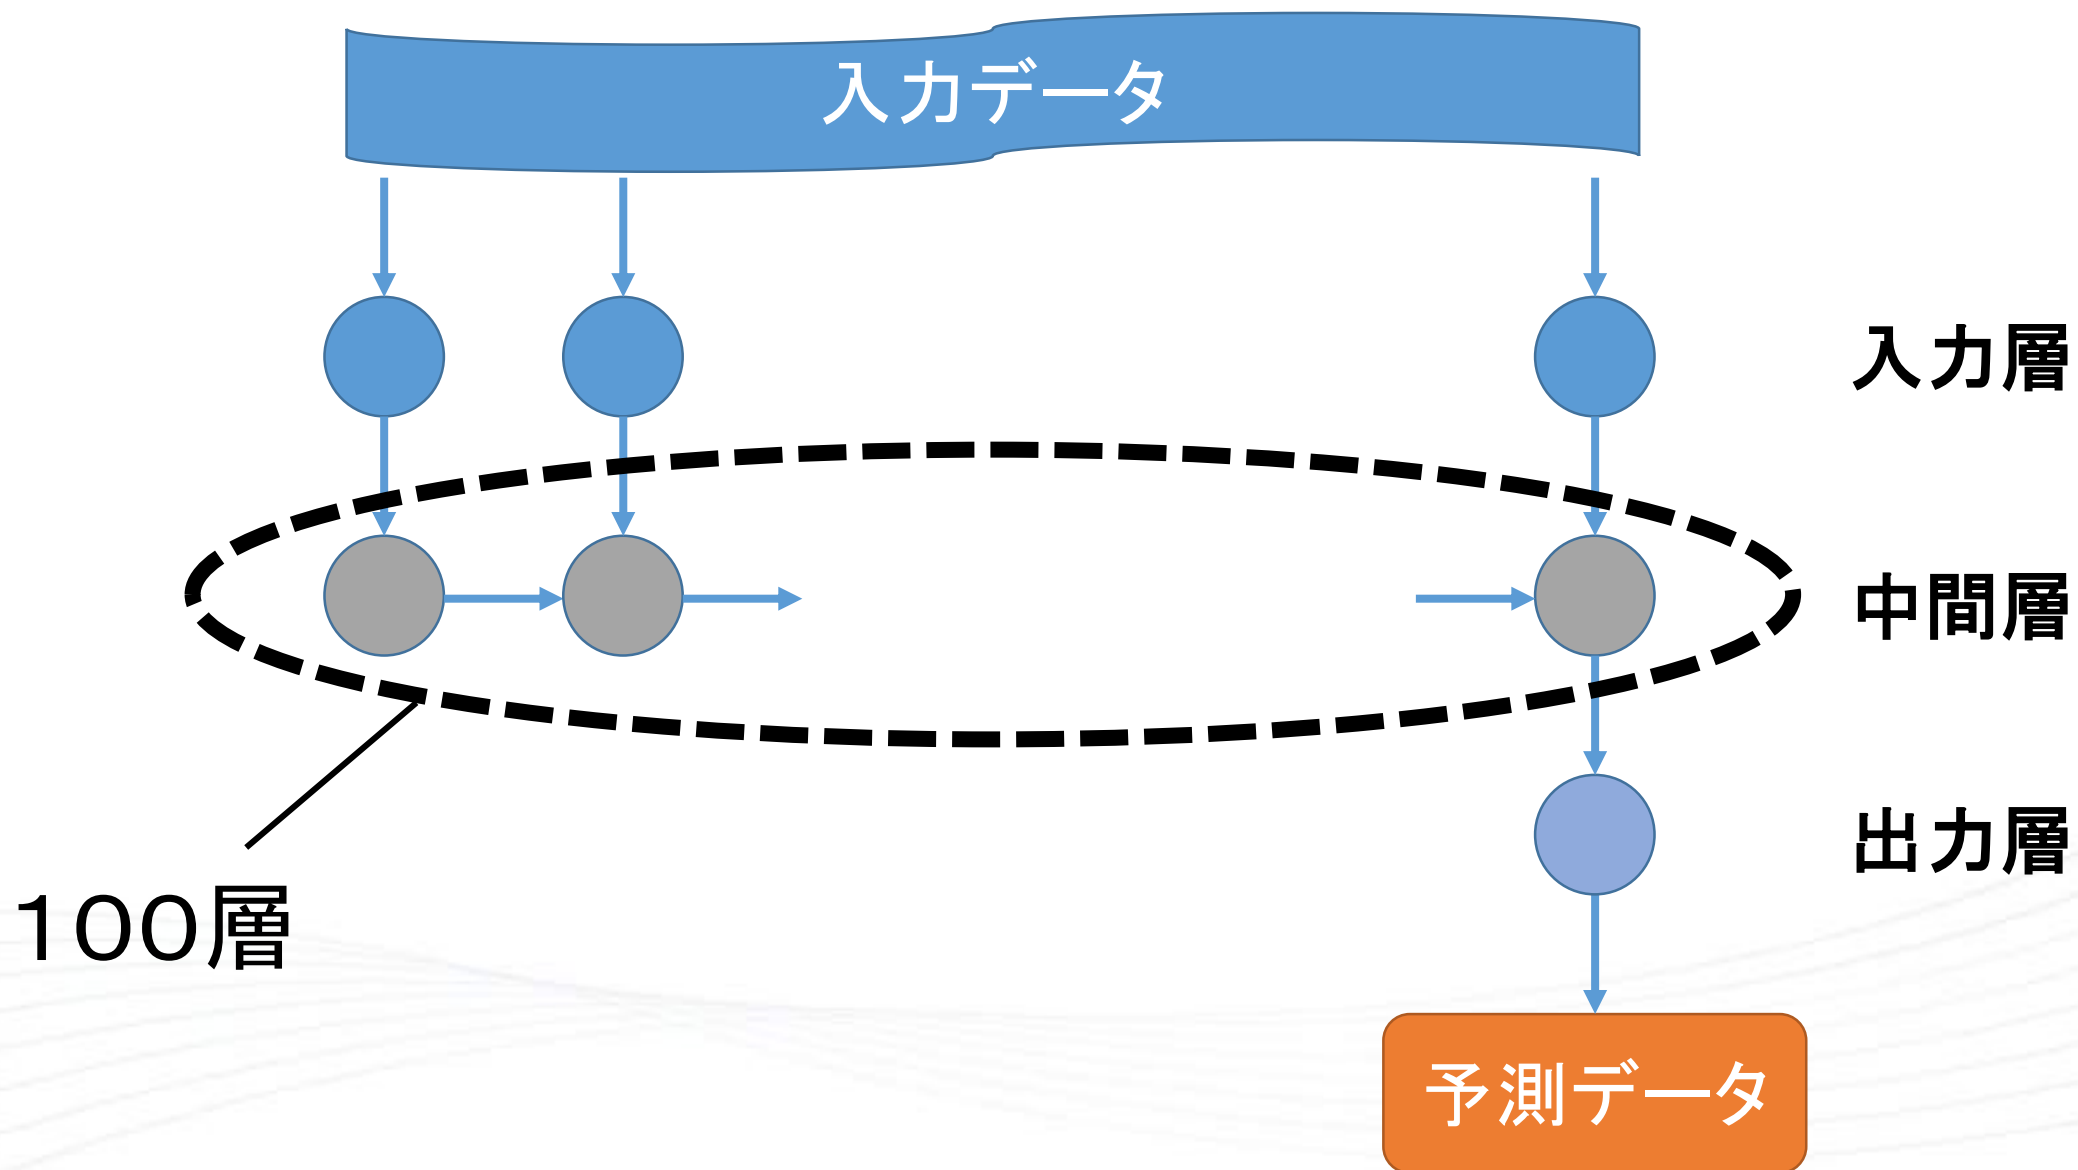 入力データ
入力層
中間層
出力層
１００層
予測データ